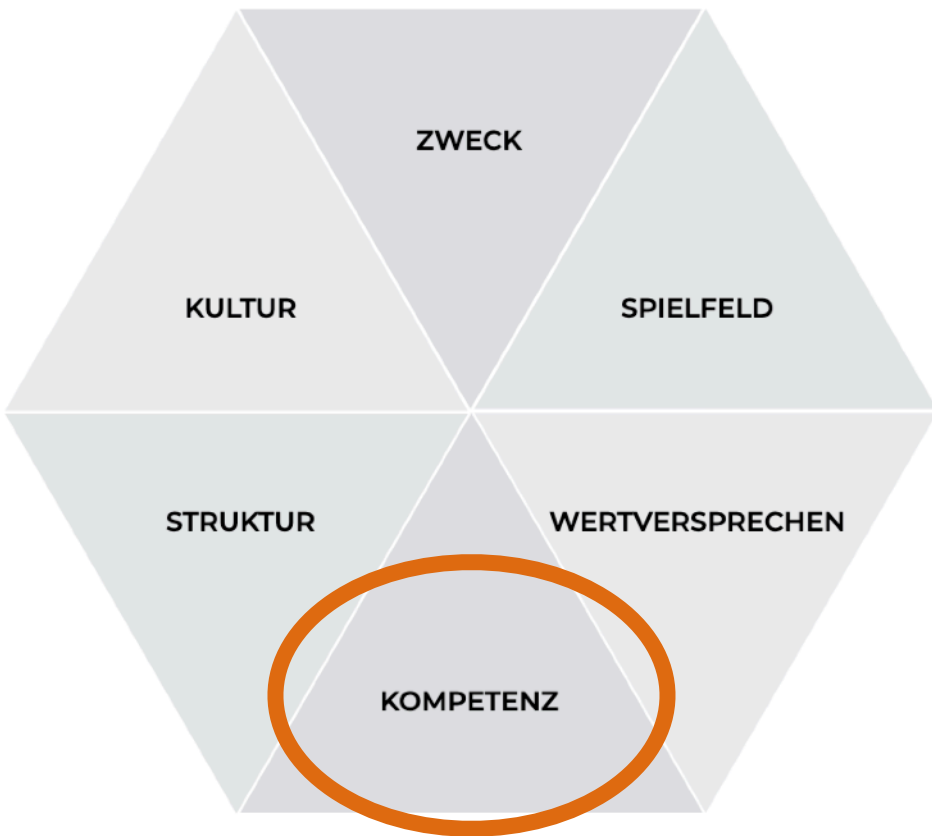 ZWECK
KULTUR
SPIELFELD
STRUKTUR
WERTVERSPRECHEN
KOMPETENZ